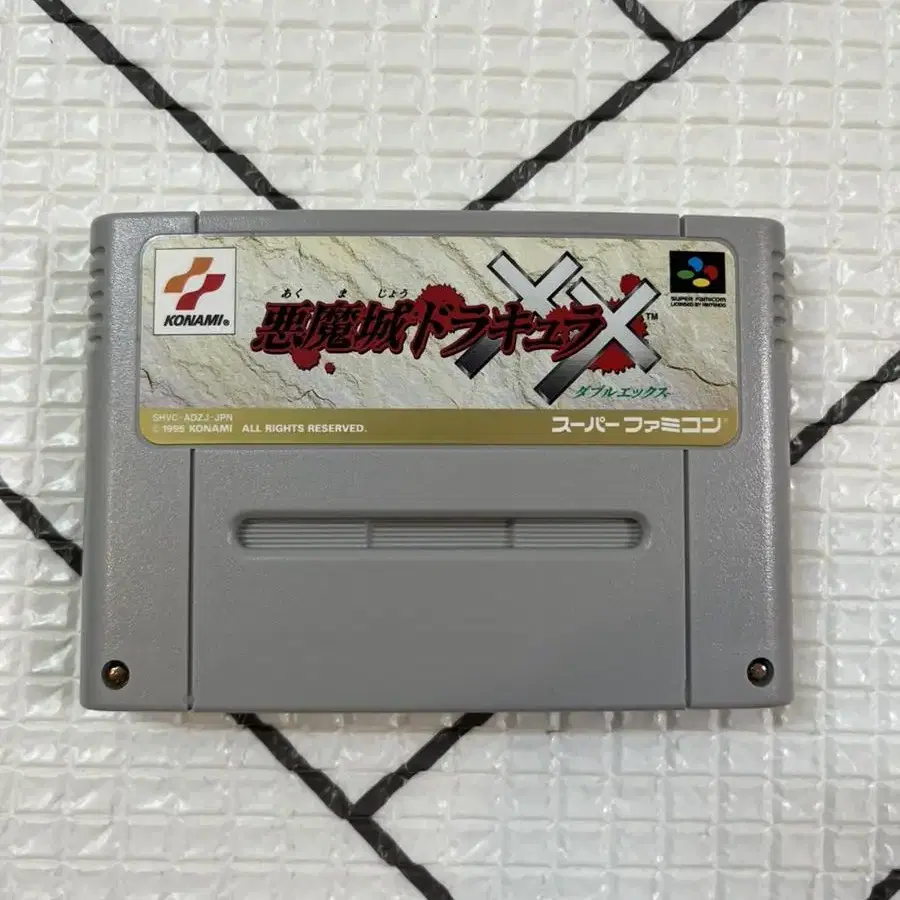 KONAMI®
あくまじょう
悪魔城ドラキュラXX™
ダブルエックス
SUPER FAMICOM
LICENSED BY NINTENDO
SHVC-ADZJ-JPN
© 1995 KONAMI ALL RIGHTS RESERVED.
スーパーファミコン®